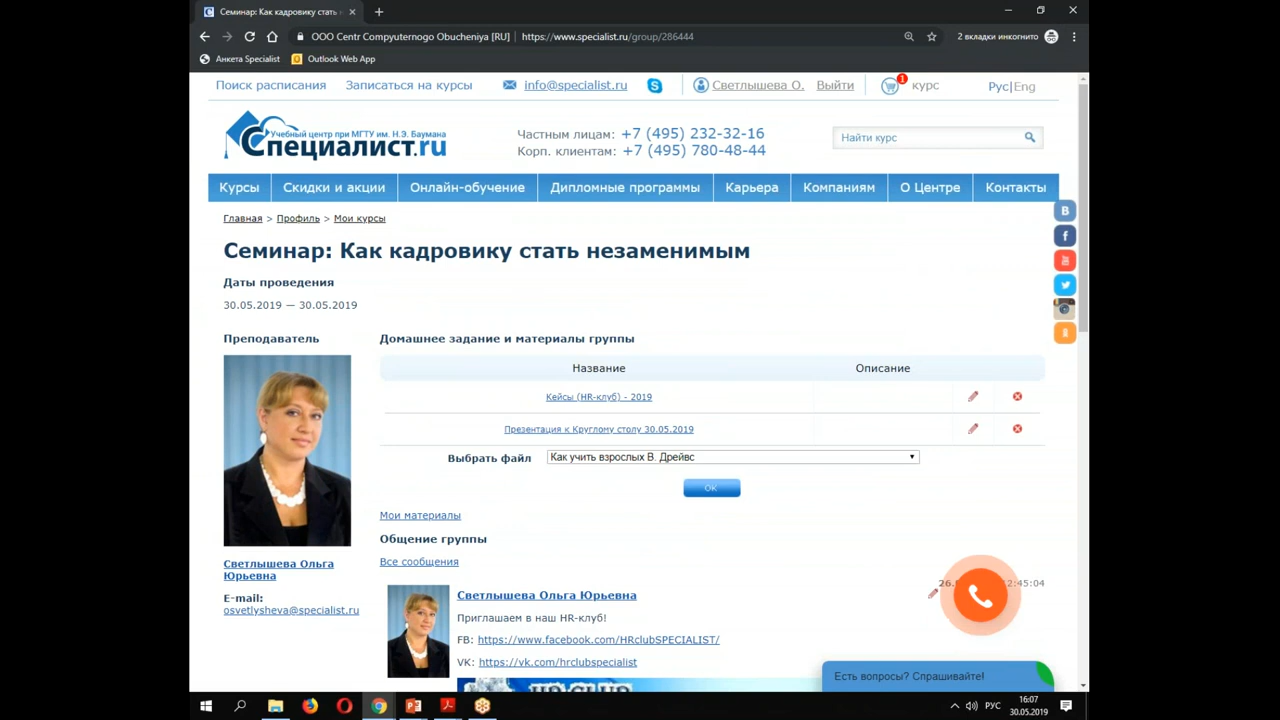 Семинар: Как кадровику стать н
ООО Centr Compyuternogo Obucheniya [RU] | https://www.specialist.ru/group/286444
2 вкладки инкогнито
Анкета Specialist Outlook Web App
Поиск расписания Записаться на курсы info@specialist.ru Светлышева О. Выйти 1 курс Рус|Eng
Учебный центр при МГТУ им. Н.Э. Баумана
Специалист.ru
Частным лицам: +7 (495) 232-32-16
Корп. клиентам: +7 (495) 780-48-44
Найти курс
Курсы Скидки и акции Онлайн-обучение Дипломные программы Карьера Компаниям О Центре Контакты
Главная > Профиль > Мои курсы
Семинар: Как кадровику стать незаменимым
Даты проведения
30.05.2019 — 30.05.2019
Преподаватель
Домашнее задание и материалы группы
Название Описание
Кейсы (HR-клуб) - 2019
Презентация к Круглому столу 30.05.2019
Выбрать файл Как учить взрослых В. Дрейвс
ОК
Мои материалы
Общение группы
Все сообщения
Светлышева Ольга
Юрьевна
E-mail:
osvetlysheva@specialist.ru
26. 12:45:04
Светлышева Ольга Юрьевна
Приглашаем в наш HR-клуб!
FB: https://www.facebook.com/HRclubSPECIALIST/
VK: https://vk.com/hrclubspecialist
HR-CLUB
Есть вопросы? Спрашивайте!
РУС
16:07
30.05.2019